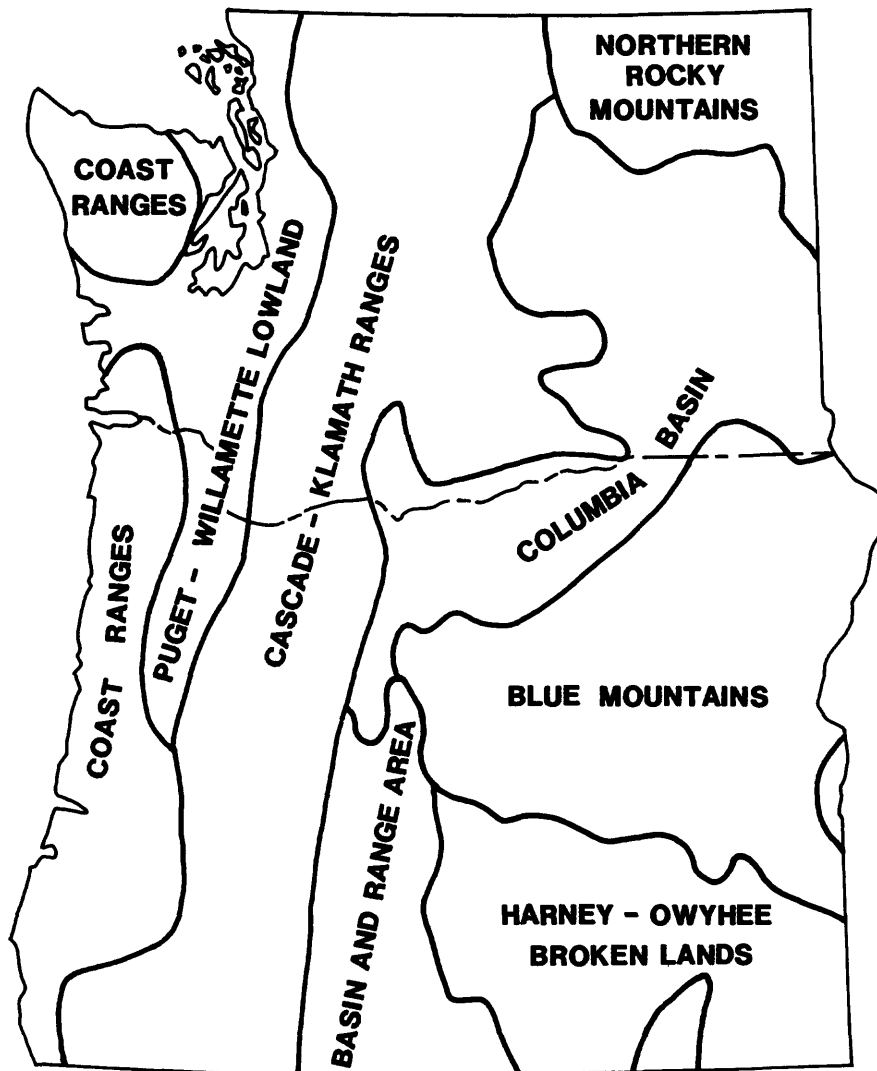 NORTHERN
ROCKY
MOUNTAINS
COAST
RANGES
PUGET - WILLAMETTE LOWLAND
CASCADE - KLAMATH RANGES
COLUMBIA BASIN
COAST RANGES
BLUE MOUNTAINS
BASIN AND RANGE AREA
HARNEY - OWYHEE
BROKEN LANDS